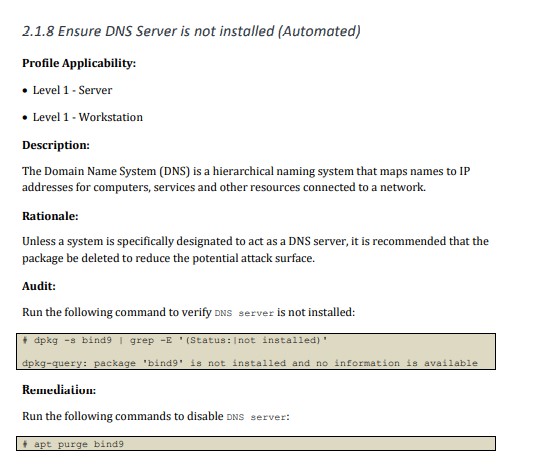 2.1.8 Ensure DNS Server is not installed (Automated)
Profile Applicability:
• Level 1 - Server
• Level 1 - Workstation
Description:
The Domain Name System (DNS) is a hierarchical naming system that maps names to IP
addresses for computers, services and other resources connected to a network.
Rationale:
Unless a system is specifically designated to act as a DNS server, it is recommended that the
package be deleted to reduce the potential attack surface.
Audit:
Run the following command to verify DNS server is not installed:
# dpkg -s bind9 | grep -E '(Status:|not installed)'
dpkg-query: package 'bind9' is not installed and no information is available
Remediation:
Run the following commands to disable DNS server:
# apt purge bind9